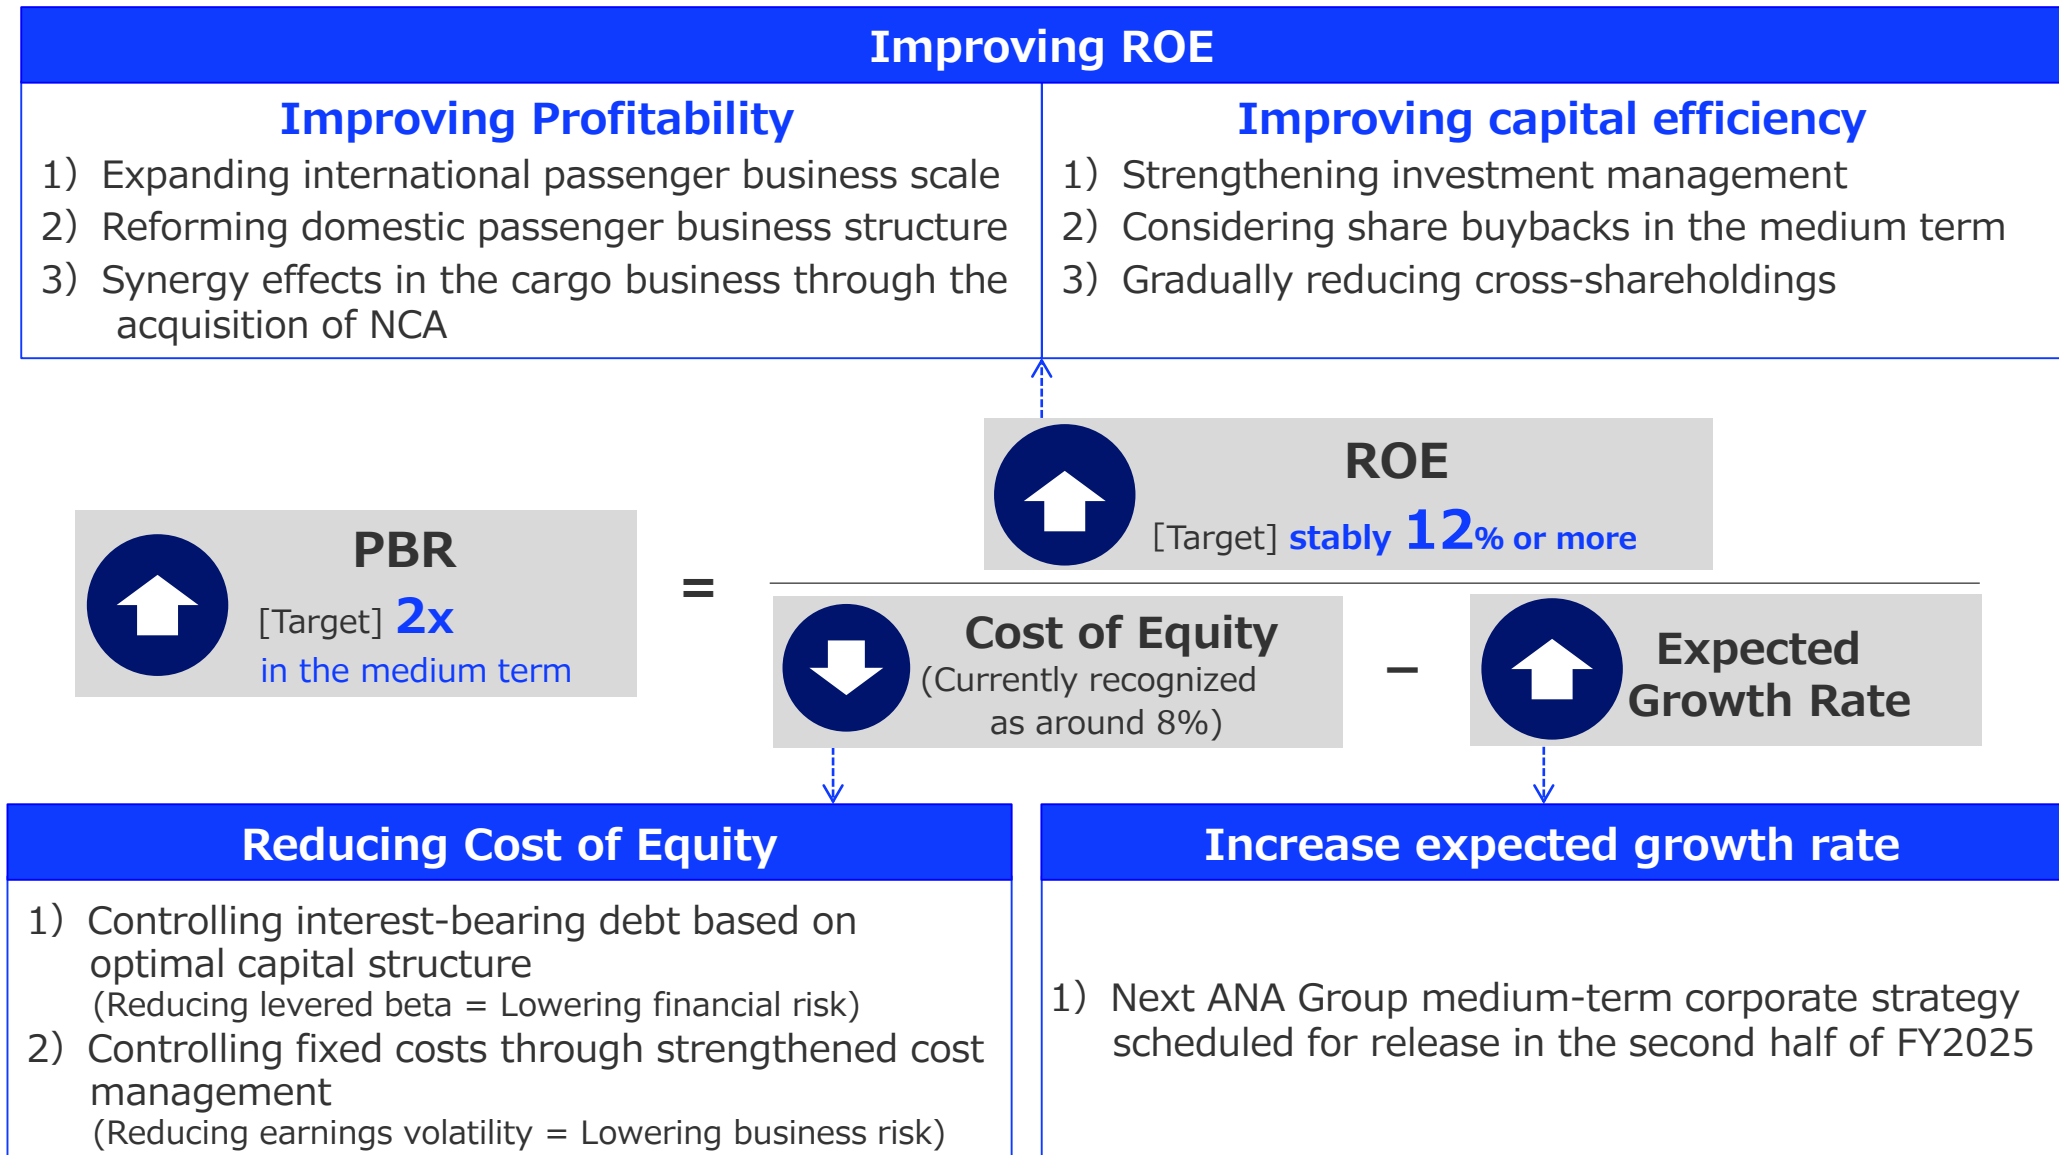 Improving ROE
Improving Profitability
1）Expanding international passenger business scale
2）Reforming domestic passenger business structure
3）Synergy effects in the cargo business through the
acquisition of NCA
Improving capital efficiency
1）Strengthening investment management
2）Considering share buybacks in the medium term
3）Gradually reducing cross-shareholdings
PBR
[Target] 2x
in the medium term
=
ROE
[Target] stably 12% or more
Cost of Equity
(Currently recognized
as around 8%)
–
Expected
Growth Rate
Reducing Cost of Equity
1）Controlling interest-bearing debt based on
optimal capital structure
(Reducing levered beta = Lowering financial risk)
2）Controlling fixed costs through strengthened cost
management
(Reducing earnings volatility = Lowering business risk)
Increase expected growth rate
1）Next ANA Group medium-term corporate strategy
scheduled for release in the second half of FY2025